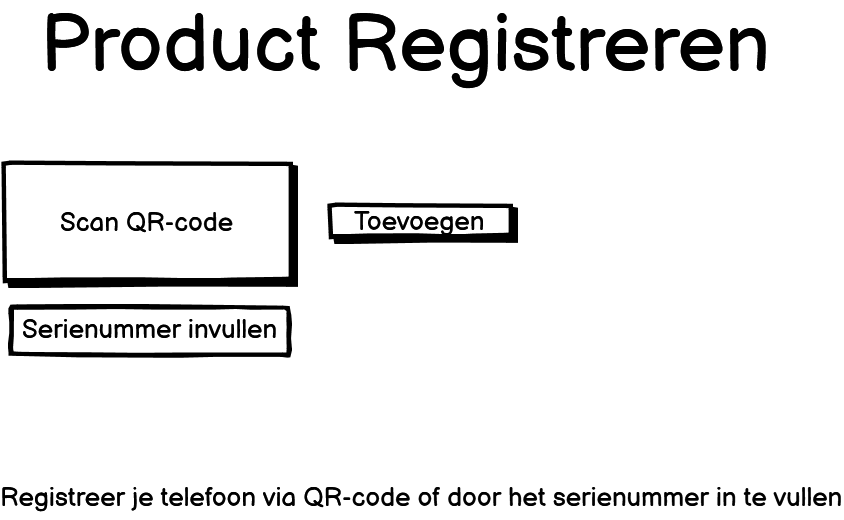 Product Registreren
Scan QR-code
Toevoegen
Serienummer invullen
Registreer je telefoon via QR-code of door het serienummer in te vullen